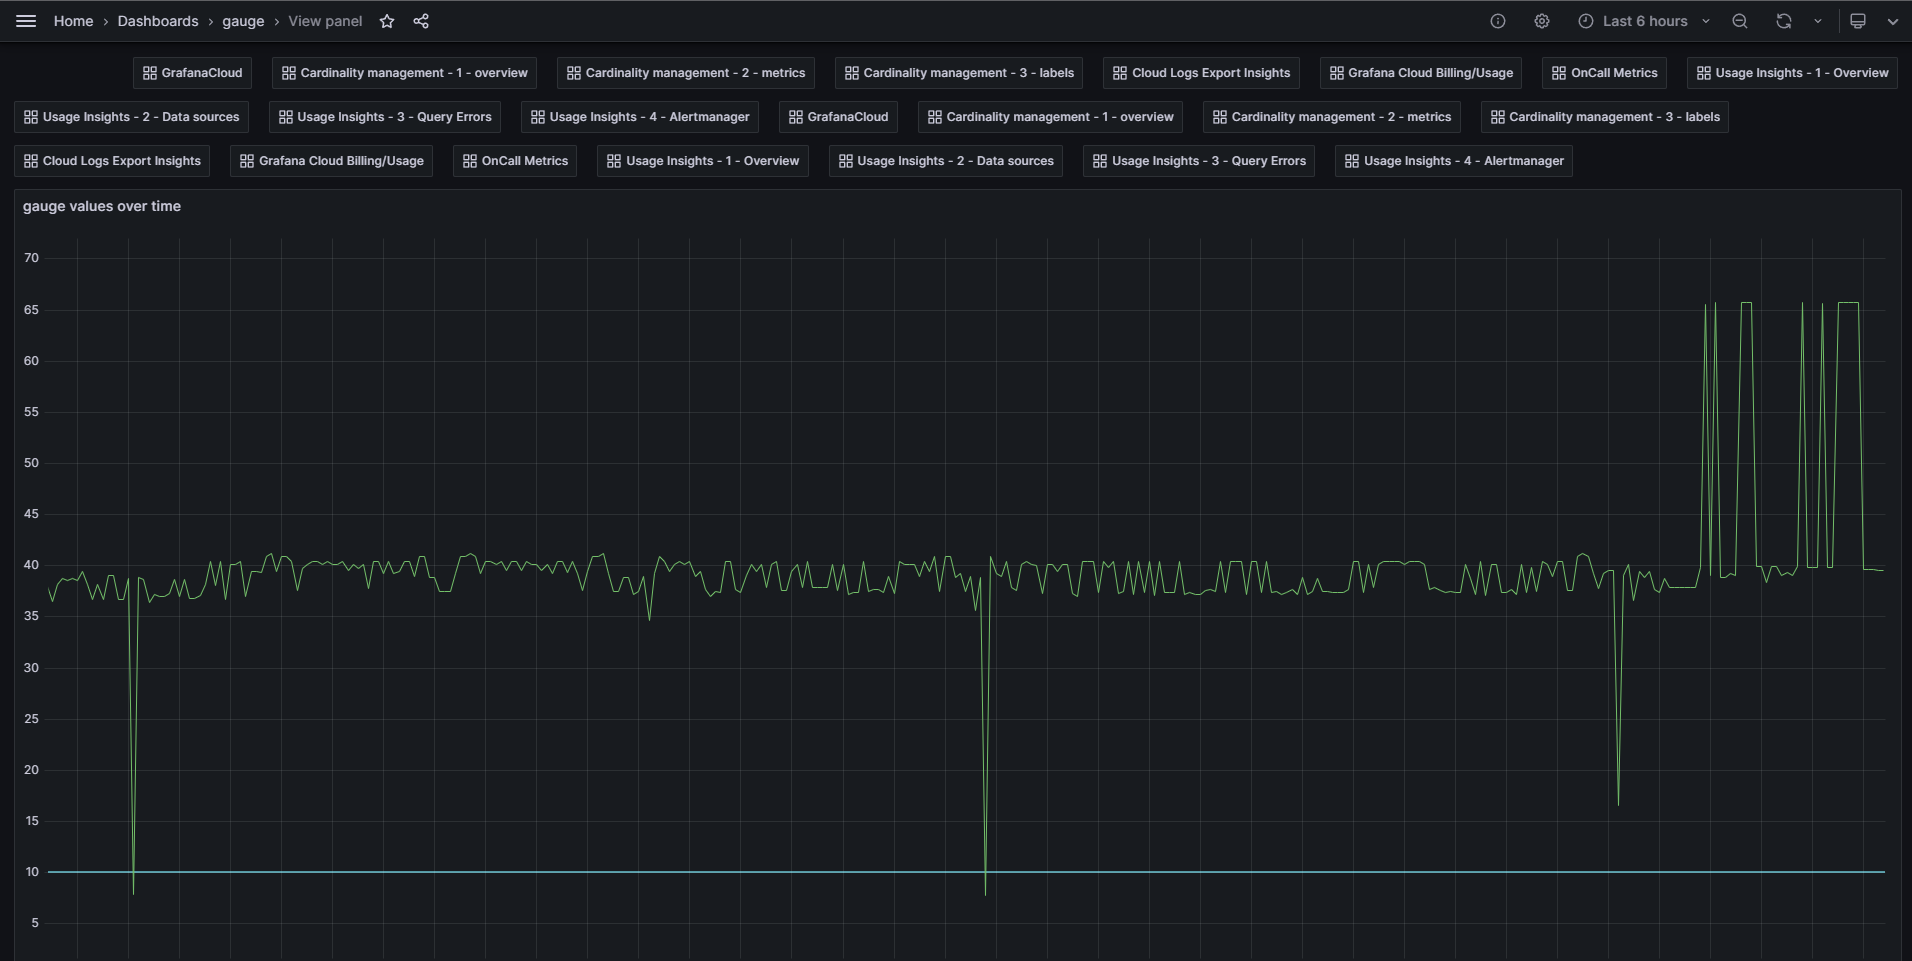 Home › Dashboards › gauge › View panel Last 6 hours
GrafanaCloud Cardinality management - 1 - overview Cardinality management - 2 - metrics Cardinality management - 3 - labels Cloud Logs Export Insights Grafana Cloud Billing/Usage OnCall Metrics Usage Insights - 1 - Overview
Usage Insights - 2 - Data sources Usage Insights - 3 - Query Errors Usage Insights - 4 - Alertmanager GrafanaCloud Cardinality management - 1 - overview Cardinality management - 2 - metrics Cardinality management - 3 - labels
Cloud Logs Export Insights Grafana Cloud Billing/Usage OnCall Metrics Usage Insights - 1 - Overview Usage Insights - 2 - Data sources Usage Insights - 3 - Query Errors Usage Insights - 4 - Alertmanager
gauge values over time
70
65
60
55
50
45
40
35
30
25
20
15
10
5